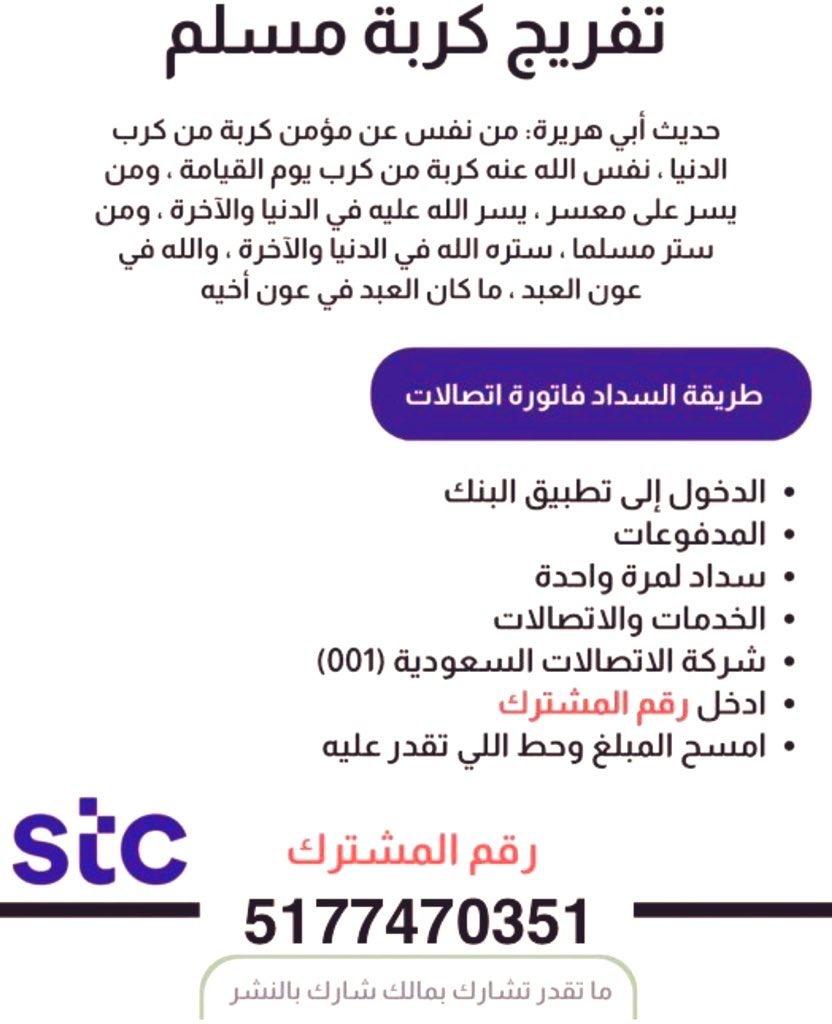 تفريج كربة مسلم
حديث أبي هريرة: من نفس عن مؤمن كربة من كرب
الدنيا ، نفس الله عنه كربة من كرب يوم القيامة ، ومن
يسر على معسر ، يسر الله عليه في الدنيا والآخرة ، ومن
ستر مسلما ، ستره الله في الدنيا والآخرة ، والله في
عون العبد ، ما كان العبد في عون أخيه
طريقة السداد فاتورة اتصالات
• الدخول إلى تطبيق البنك
• المدفوعات
• سداد لمرة واحدة
• الخدمات والاتصالات
• شركة الاتصالات السعودية (001)
• ادخل رقم المشترك
• امسح المبلغ وحط اللي تقدر عليه
stc
رقم المشترك
5177470351
ما تقدر تشارك بمالك شارك بالنشر